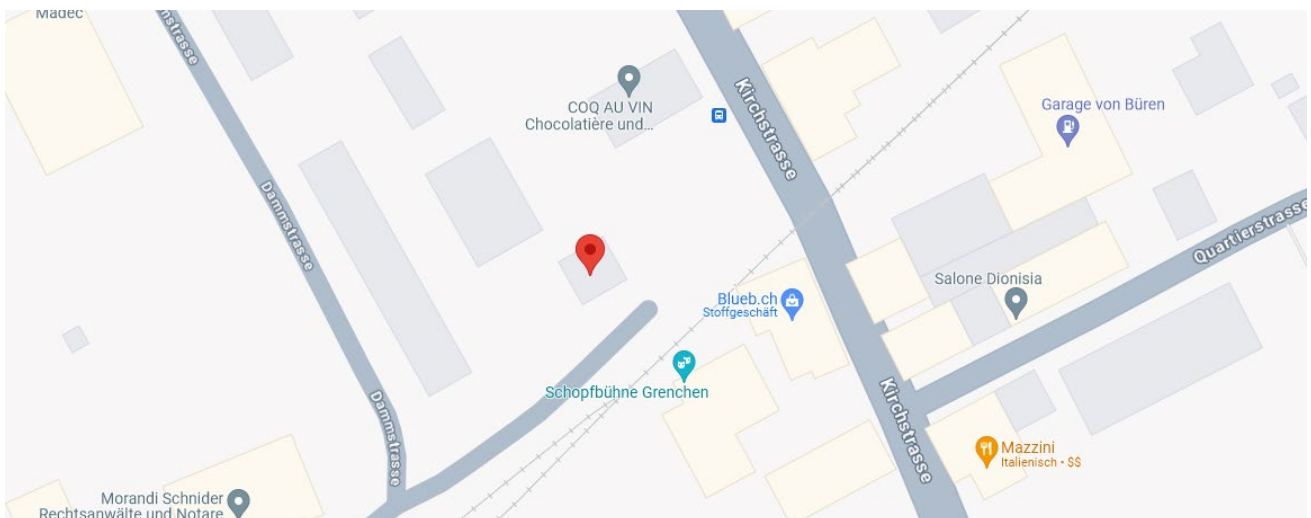 Madec
Dammstrasse
COQ AU VIN
Chocolatière und...
Kirchstrasse
Garage von Büren
Dammstrasse
Quartierstrasse
Salone Dionisia
Blueb.ch
Stoffgeschäft
Schopfbühne Grenchen
Dammstrasse
Kirchstrasse
Mazzini
Italienisch • $$
Morandi Schnider
Rechtsanwälte und Notare